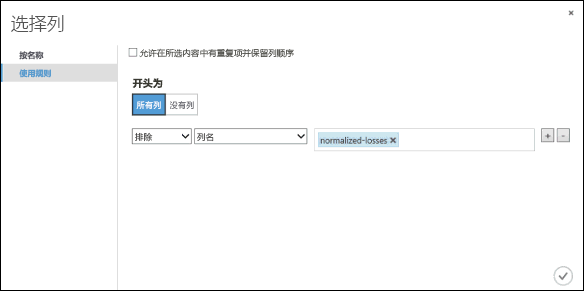 选择列
按名称
使用规则
允许在所选内容中有重复项并保留列顺序
开头为
所有列 没有列
排除 列名 normalized-losses × + -